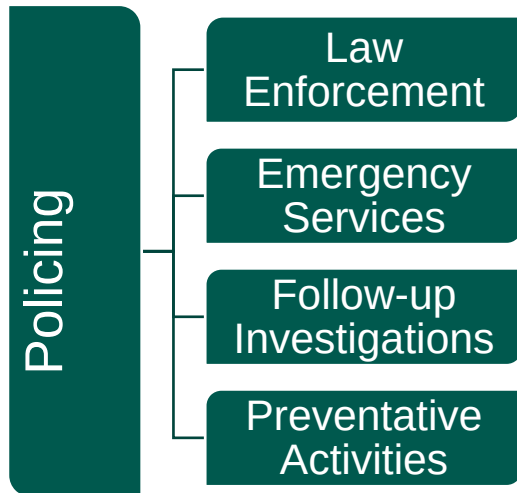 Policing
Law
Enforcement
Emergency
Services
Follow-up
Investigations
Preventative
Activities